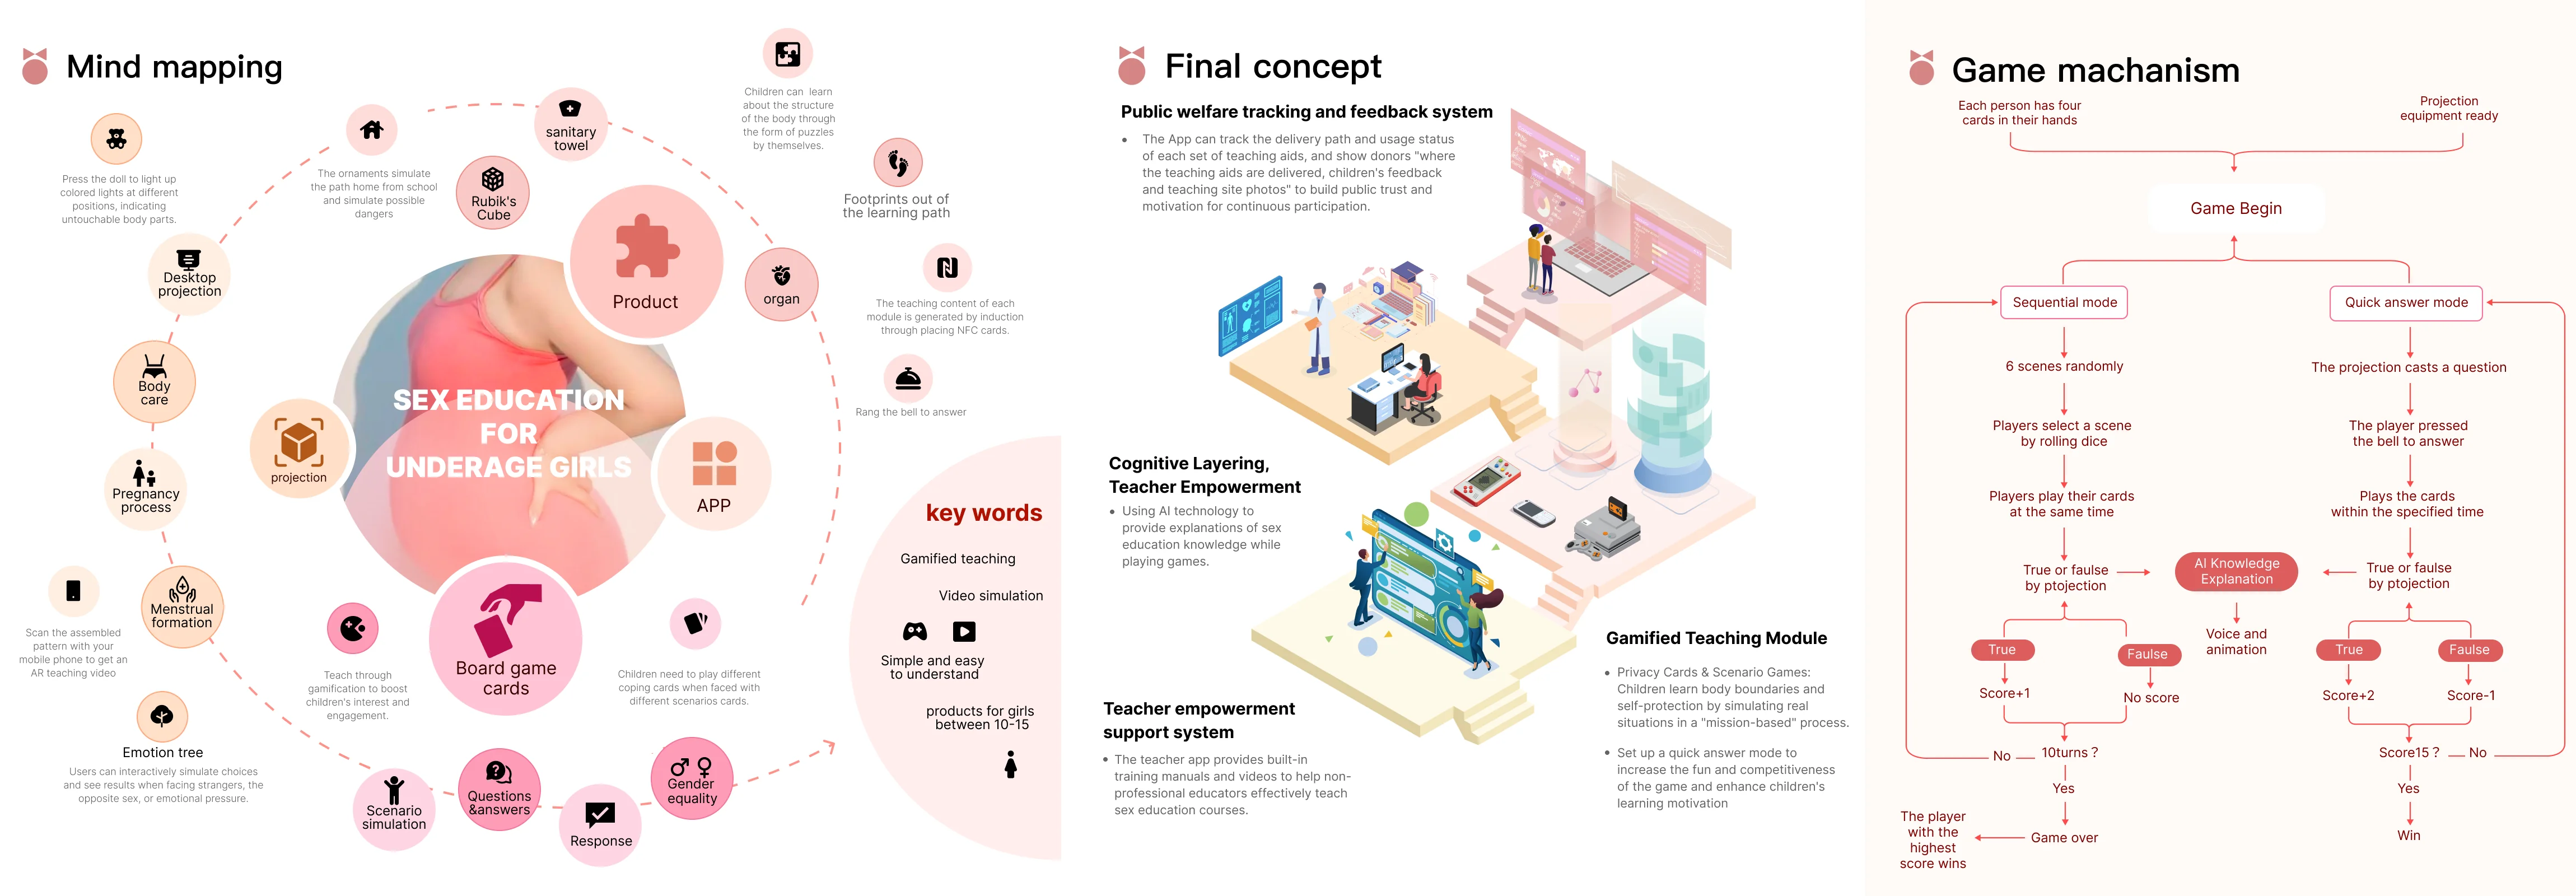 Mind mapping
Children can learn
about the structure
of the body through
the form of puzzles
by themselves.
sanitary
towel
Press the doll to light up
colored lights at different
positions, indicating
untouchable body parts.
The ornaments simulate
the path home from school
and simulate possible
dangers
Rubik's
Cube
Footprints out of
the learning path
Desktop
projection
Product
organ
The teaching content of each
module is generated by induction
through placing NFC cards.
Body
care
SEX EDUCATION
FOR
UNDERAGE GIRLS
Rang the bell to answer
projection
APP
Pregnancy
process
key words
Gamified teaching
Video simulation
Simple and easy
to understand
products for girls
between 10-15
Menstrual
formation
Scan the assembled
pattern with your
mobile phone to get an
AR teaching video
Teach through
gamification to boost
children's interest and
engagement.
Board game
cards
Children need to play different
coping cards when faced with
different scenarios cards.
Emotion tree
Users can interactively simulate choices
and see results when facing strangers, the
opposite sex, or emotional pressure.
Scenario
simulation
Questions
&answers
Response
Gender
equality
Final concept
Public welfare tracking and feedback system
• The App can track the delivery path and usage status
of each set of teaching aids, and show donors "where
the teaching aids are delivered, children's feedback
and teaching site photos" to build public trust and
motivation for continuous participation.
Cognitive Layering,
Teacher Empowerment
• Using AI technology to
provide explanations of sex
education knowledge while
playing games.
Teacher empowerment
support system
• The teacher app provides built-in
training manuals and videos to help non-
professional educators effectively teach
sex education courses.
Gamified Teaching Module
• Privacy Cards & Scenario Games:
Children learn body boundaries and
self-protection by simulating real
situations in a "mission-based" process.
• Set up a quick answer mode to
increase the fun and competitiveness
of the game and enhance children's
learning motivation
Game machanism
Each person has four
cards in their hands
Projection
equipment ready
Game Begin
Sequential mode
Quick answer mode
6 scenes randomly
The projection casts a question
Players select a scene
by rolling dice
The player pressed
the bell to answer
Players play their cards
at the same time
Plays the cards
within the specified time
True or faulse
by ptojection
AI Knowledge
Explanation
True or faulse
by ptojection
Voice and
animation
True
Faulse
True
Faulse
Score+1
No score
Score+2
Score-1
No
10turns ?
Score15 ?
No
Yes
Yes
The player
with the
highest
score wins
Game over
Win